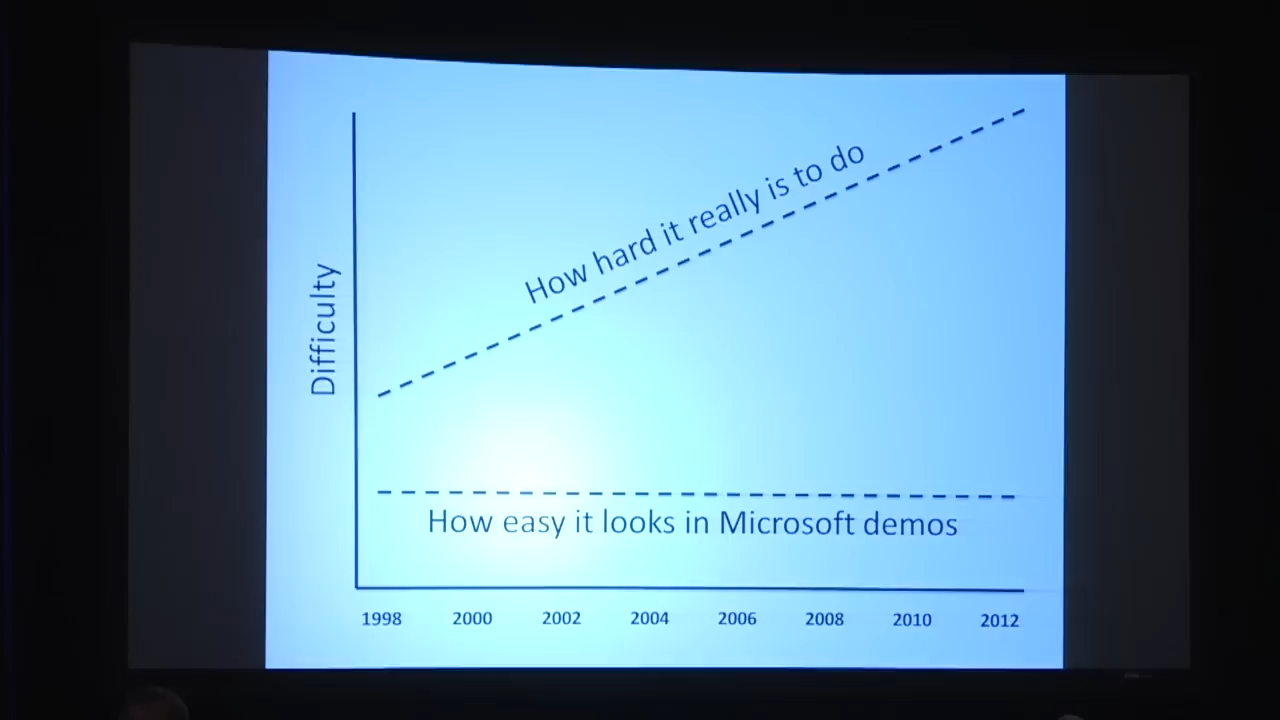 How hard it really is to do
Difficulty
How easy it looks in Microsoft demos
1998 2000 2002 2004 2006 2008 2010 2012